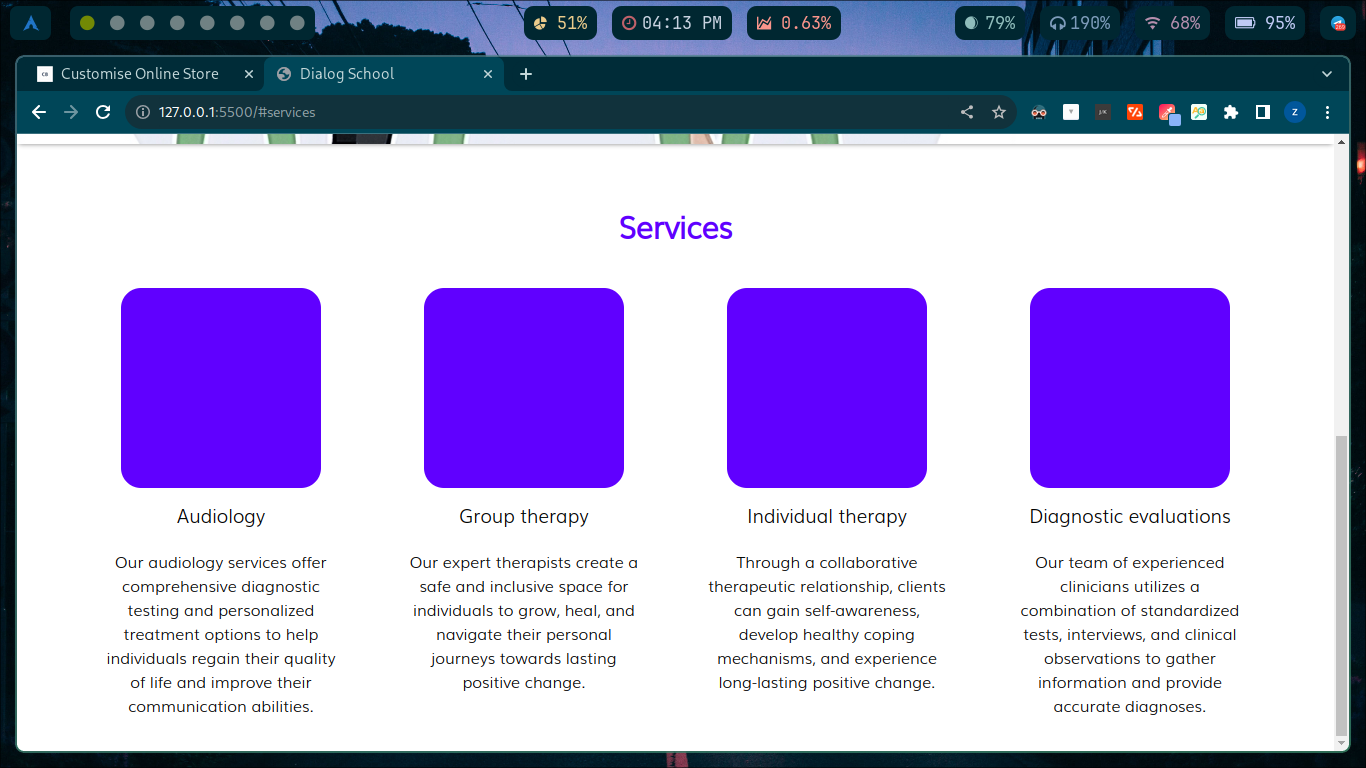 51%
04:13 PM
0.63%
79%
190%
68%
95%
Customise Online Store
Dialog School
127.0.0.1:5500/#services
Z
Services
Audiology
Our audiology services offer
comprehensive diagnostic
testing and personalized
treatment options to help
individuals regain their quality
of life and improve their
communication abilities.
Group therapy
Our expert therapists create a
safe and inclusive space for
individuals to grow, heal, and
navigate their personal
journeys towards lasting
positive change.
Individual therapy
Through a collaborative
therapeutic relationship, clients
can gain self-awareness,
develop healthy coping
mechanisms, and experience
long-lasting positive change.
Diagnostic evaluations
Our team of experienced
clinicians utilizes a
combination of standardized
tests, interviews, and clinical
observations to gather
information and provide
accurate diagnoses.